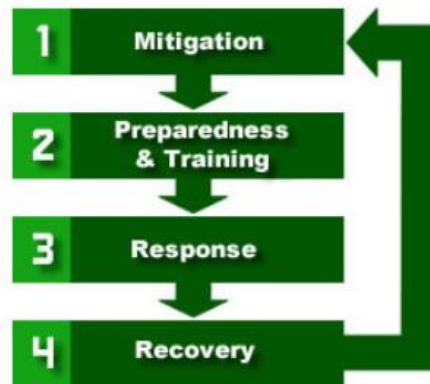 1 Mitigation
2 Preparedness
& Training
3 Response
4 Recovery